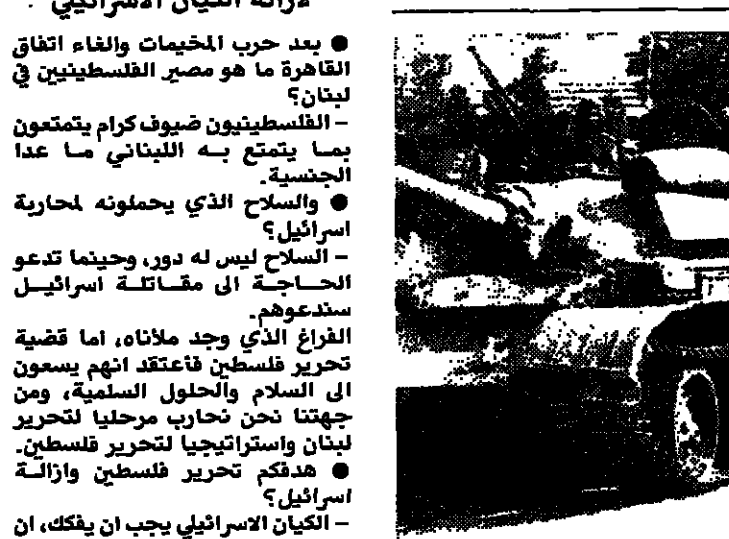 لازالة الكيان الاسرائيلي .
● بعد حرب المخيمات والغاء اتفاق
القاهرة ما هو مصير الفلسطينيين في
لبنان؟
– الفلسطينيون ضيوف كرام يتمتعون
بما يتمتع به اللبناني ما عدا
الجنسية.
● والسلاح الذي يحملونه لمحاربة
اسرائيل؟
– السلاح ليس له دور، وحينما تدعو
الحاجة الى مقاتلة اسرائيل
سندعوهم.
الفراغ الذي وجد ملأناه، اما قضية
تحرير فلسطين فأعتقد انهم يسعون
الى السلام والحلول السلمية، ومن
جهتنا نحن نحارب مرحليا لتحرير
لبنان واستراتيجيا لتحرير فلسطين.
● هدفكم تحرير فلسطين وازالة
اسرائيل؟
– الكيان الاسرائيلي يجب ان يفكك، ان